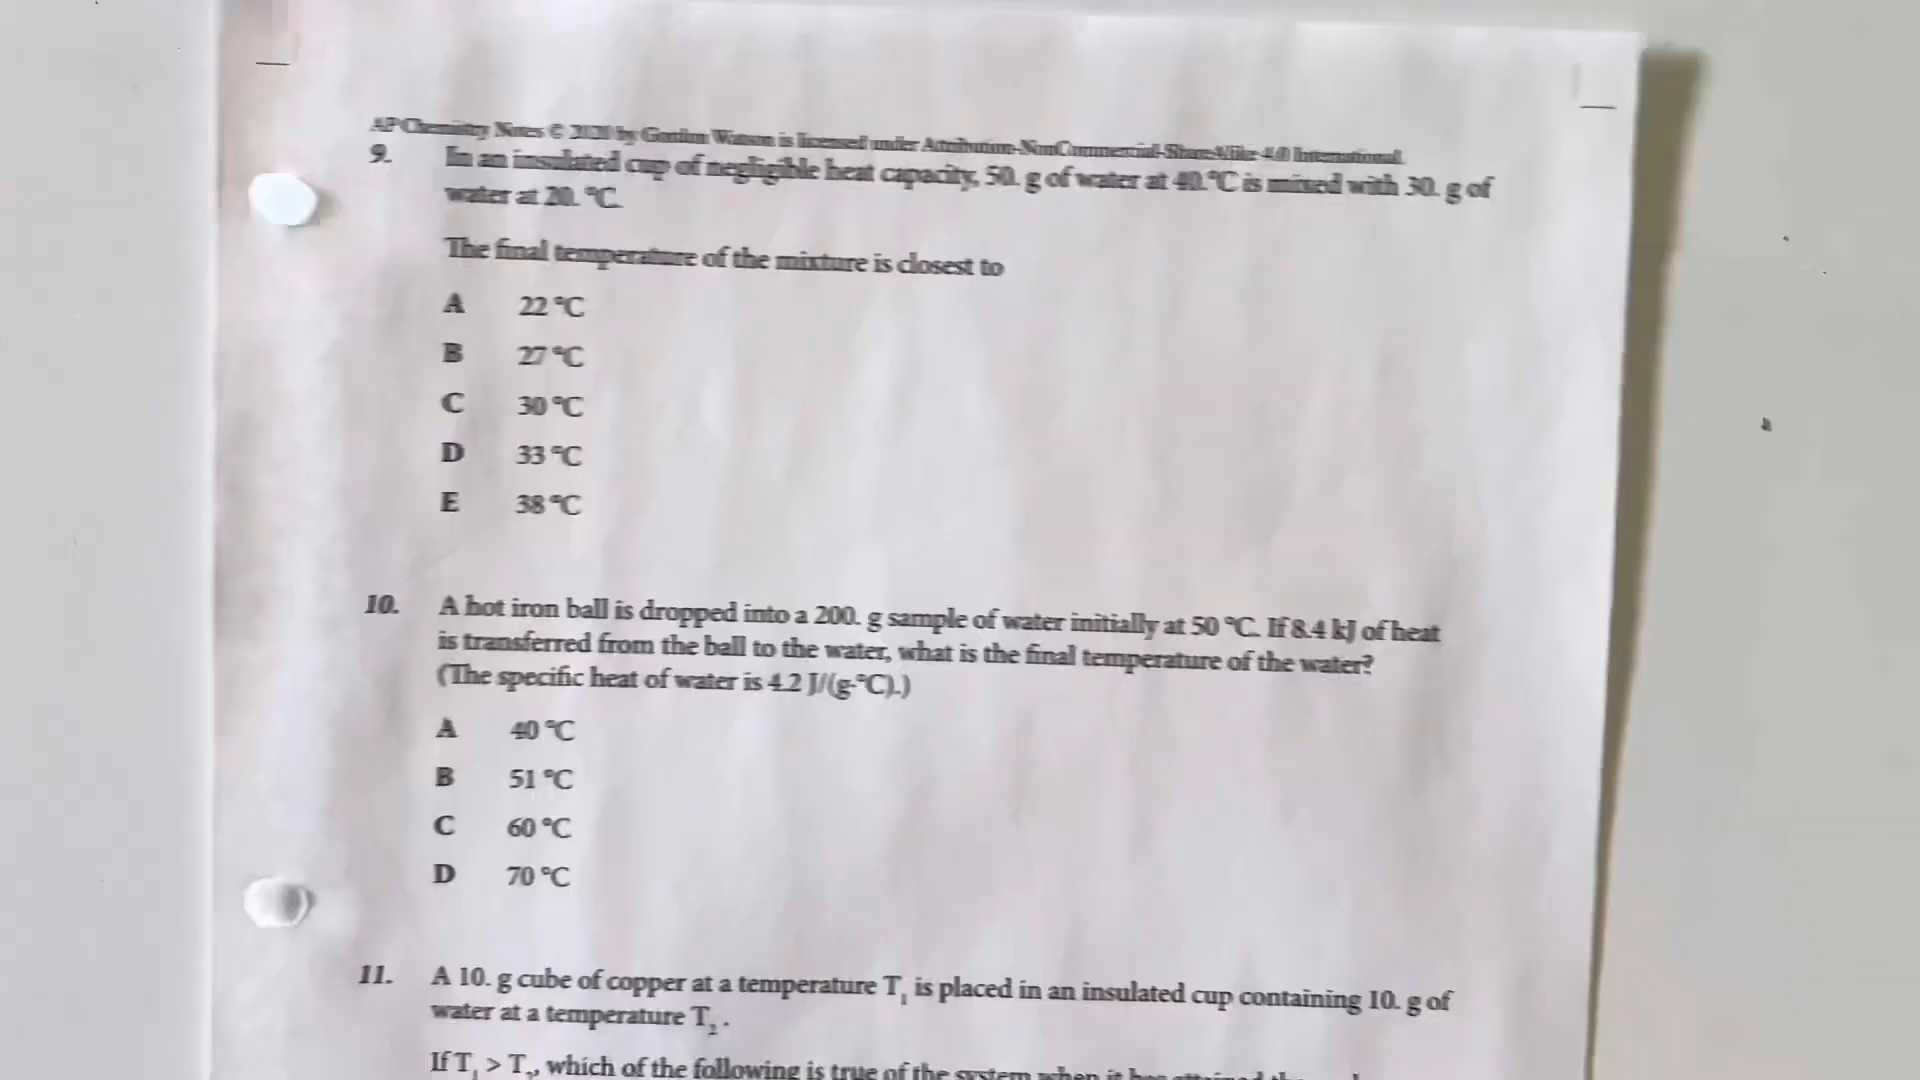 AP Chemistry Notes © 2020 by Gordon Watson is licensed under Attribution-NonCommercial-ShareAlike 4.0 International
9. In an insulated cup of negligible heat capacity, 50. g of water at 40. °C is mixed with 30. g of
water at 20. °C.
The final temperature of the mixture is closest to
A 22 °C
B 27 °C
C 30 °C
D 33 °C
E 38 °C
10. A hot iron ball is dropped into a 200. g sample of water initially at 50 °C. If 8.4 kJ of heat
is transferred from the ball to the water, what is the final temperature of the water?
(The specific heat of water is 4.2 J/(g·°C).)
A 40 °C
B 51 °C
C 60 °C
D 70 °C
11. A 10. g cube of copper at a temperature T₁ is placed in an insulated cup containing 10. g of
water at a temperature T₂.
If T₁ > T₂, which of the following is true of the system when it has